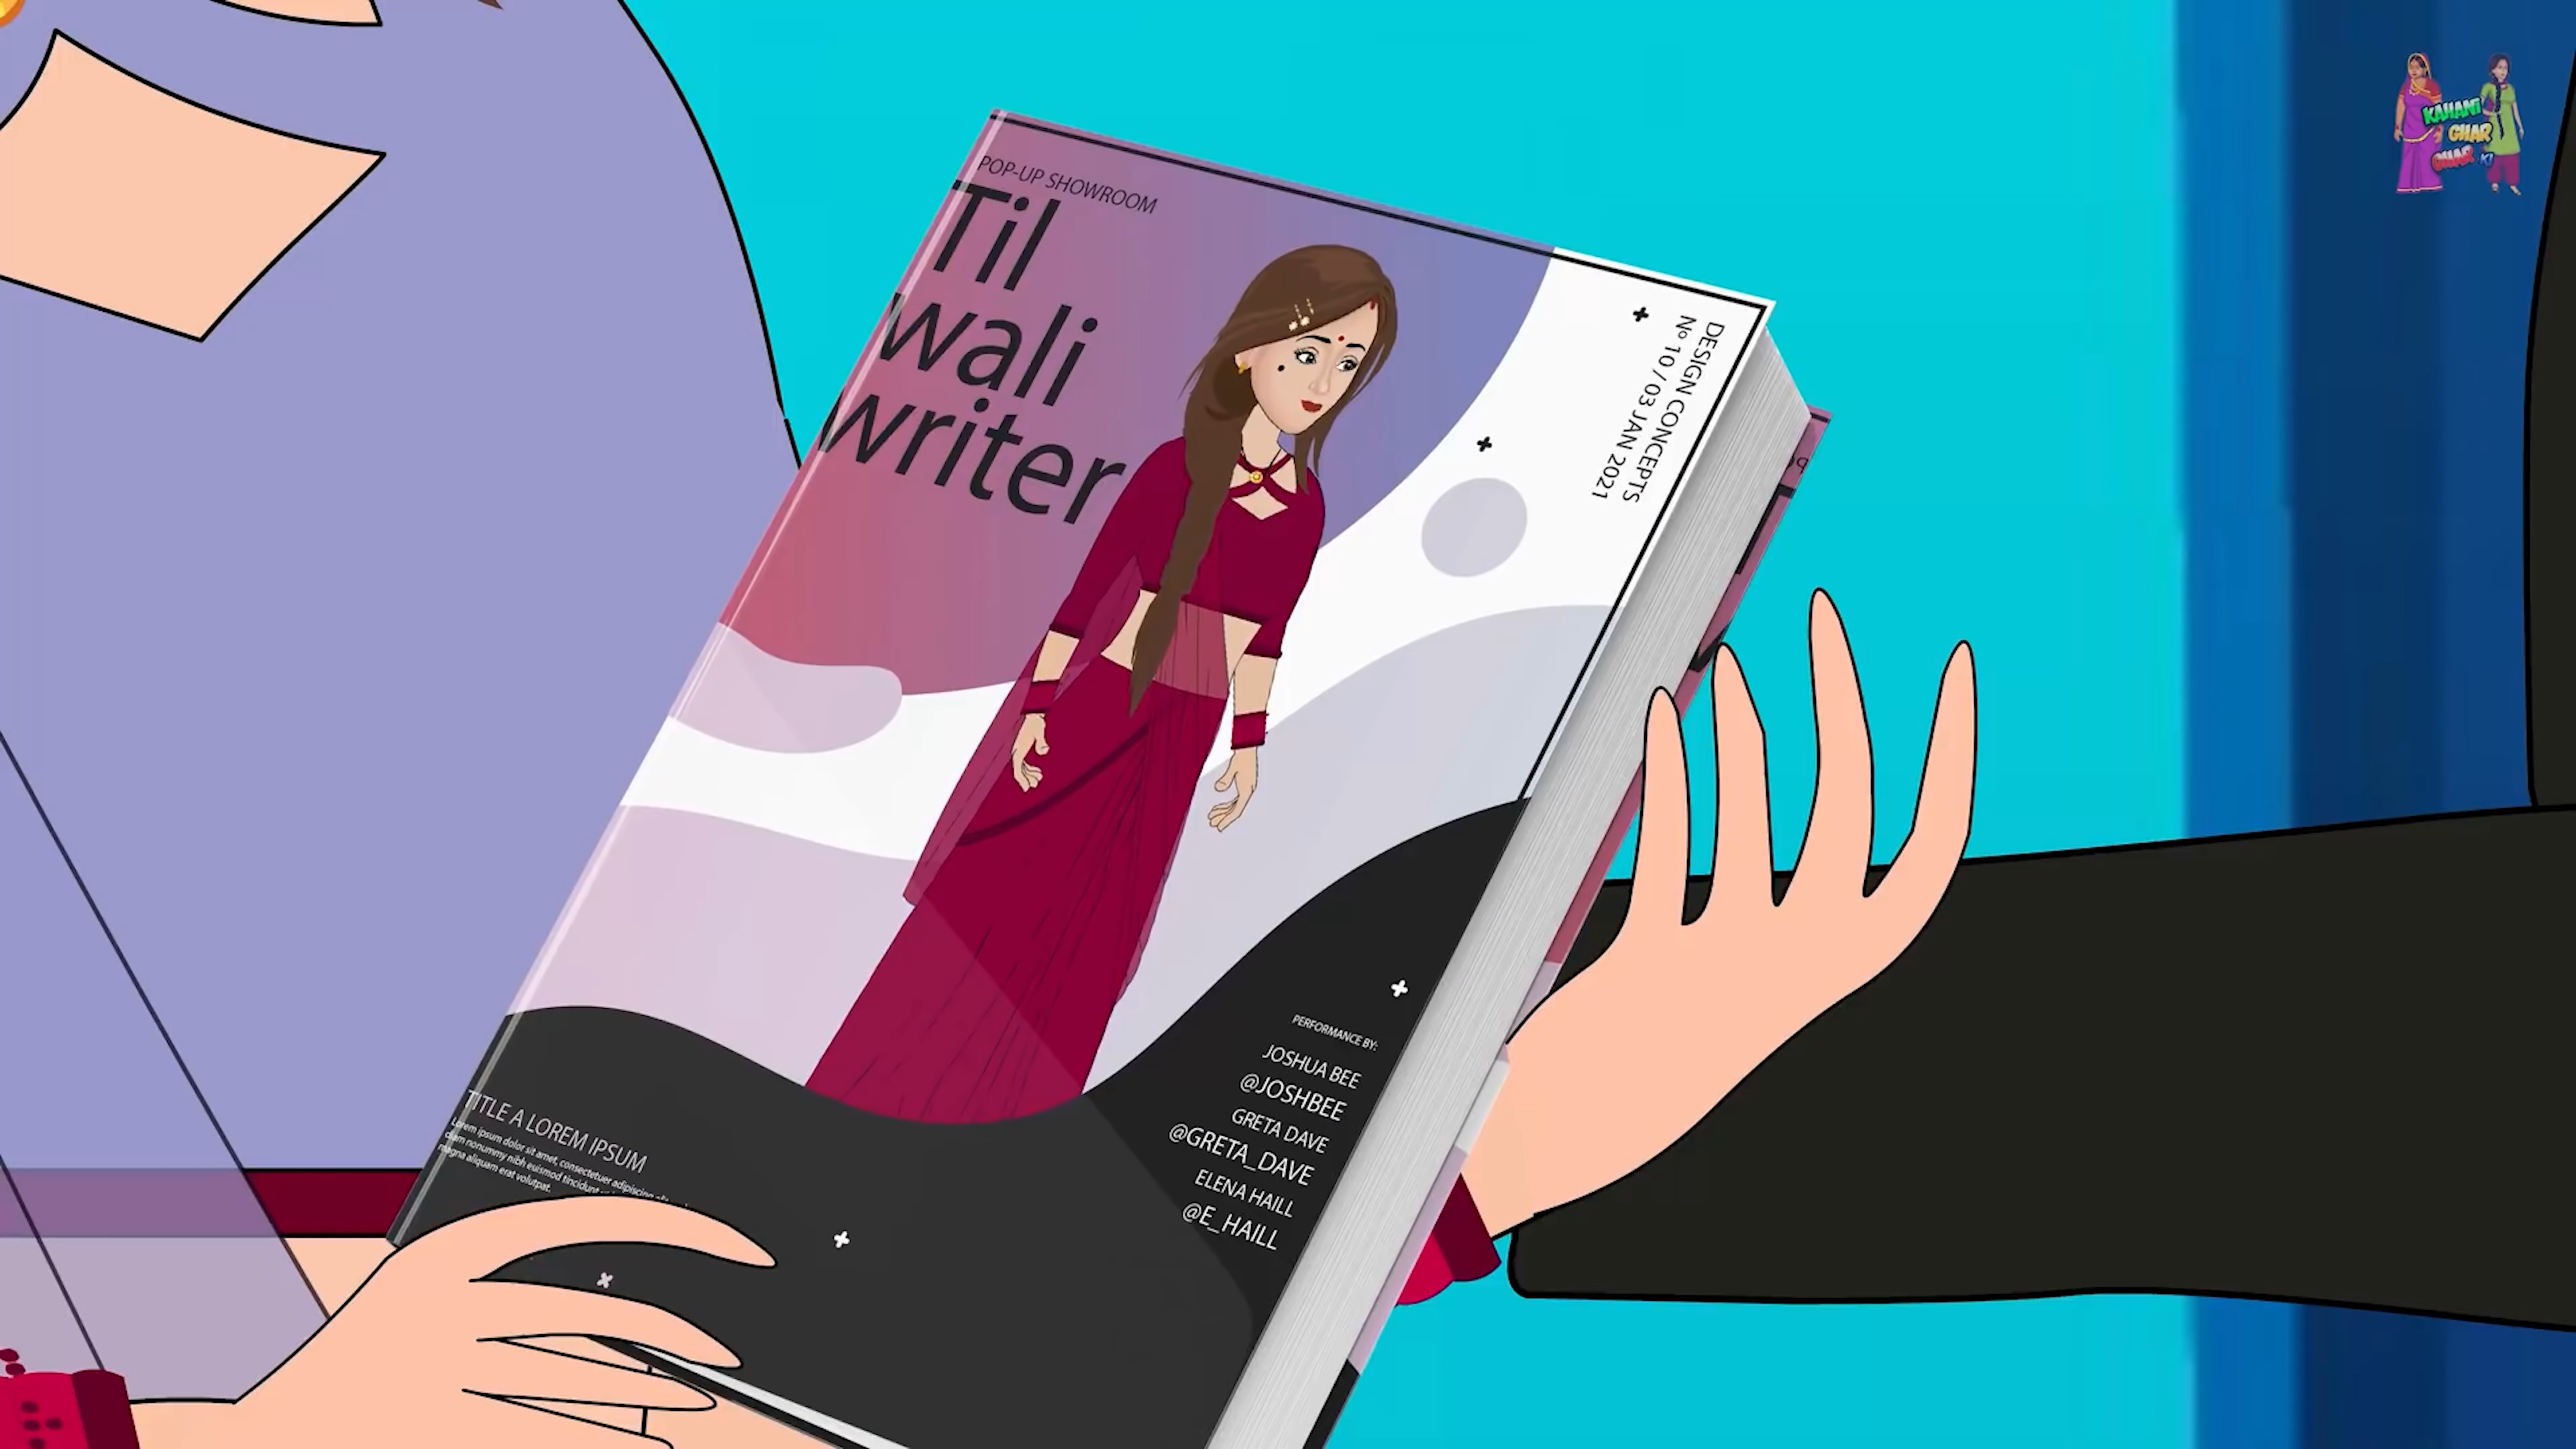 POP-UP SHOWROOM
Til
wali
writer
DESIGN CONCEPTS
Nº 10 / 03 JAN 2021
PERFORMANCE BY:
JOSHUA BEE
@JOSHBEE
GRETA DAVE
@GRETA_DAVE
ELENA HAILL
@E_HAILL
TITLE A LOREM IPSUM
Lorem ipsum dolor sit amet, consectetuer adipiscing
diam nonummy nibh euismod tincidunt
magna aliquam erat volutpat.
KAHANI
GHAR
GHAR KI